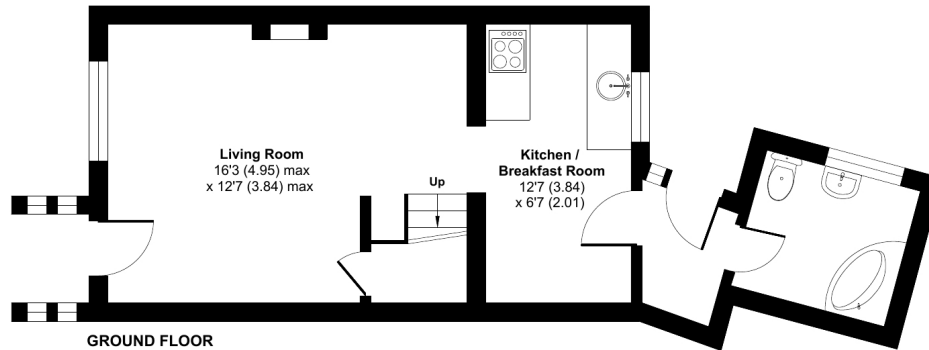 Living Room
16'3 (4.95) max
x 12'7 (3.84) max
Up
Kitchen /
Breakfast Room
12'7 (3.84)
x 6'7 (2.01)
GROUND FLOOR